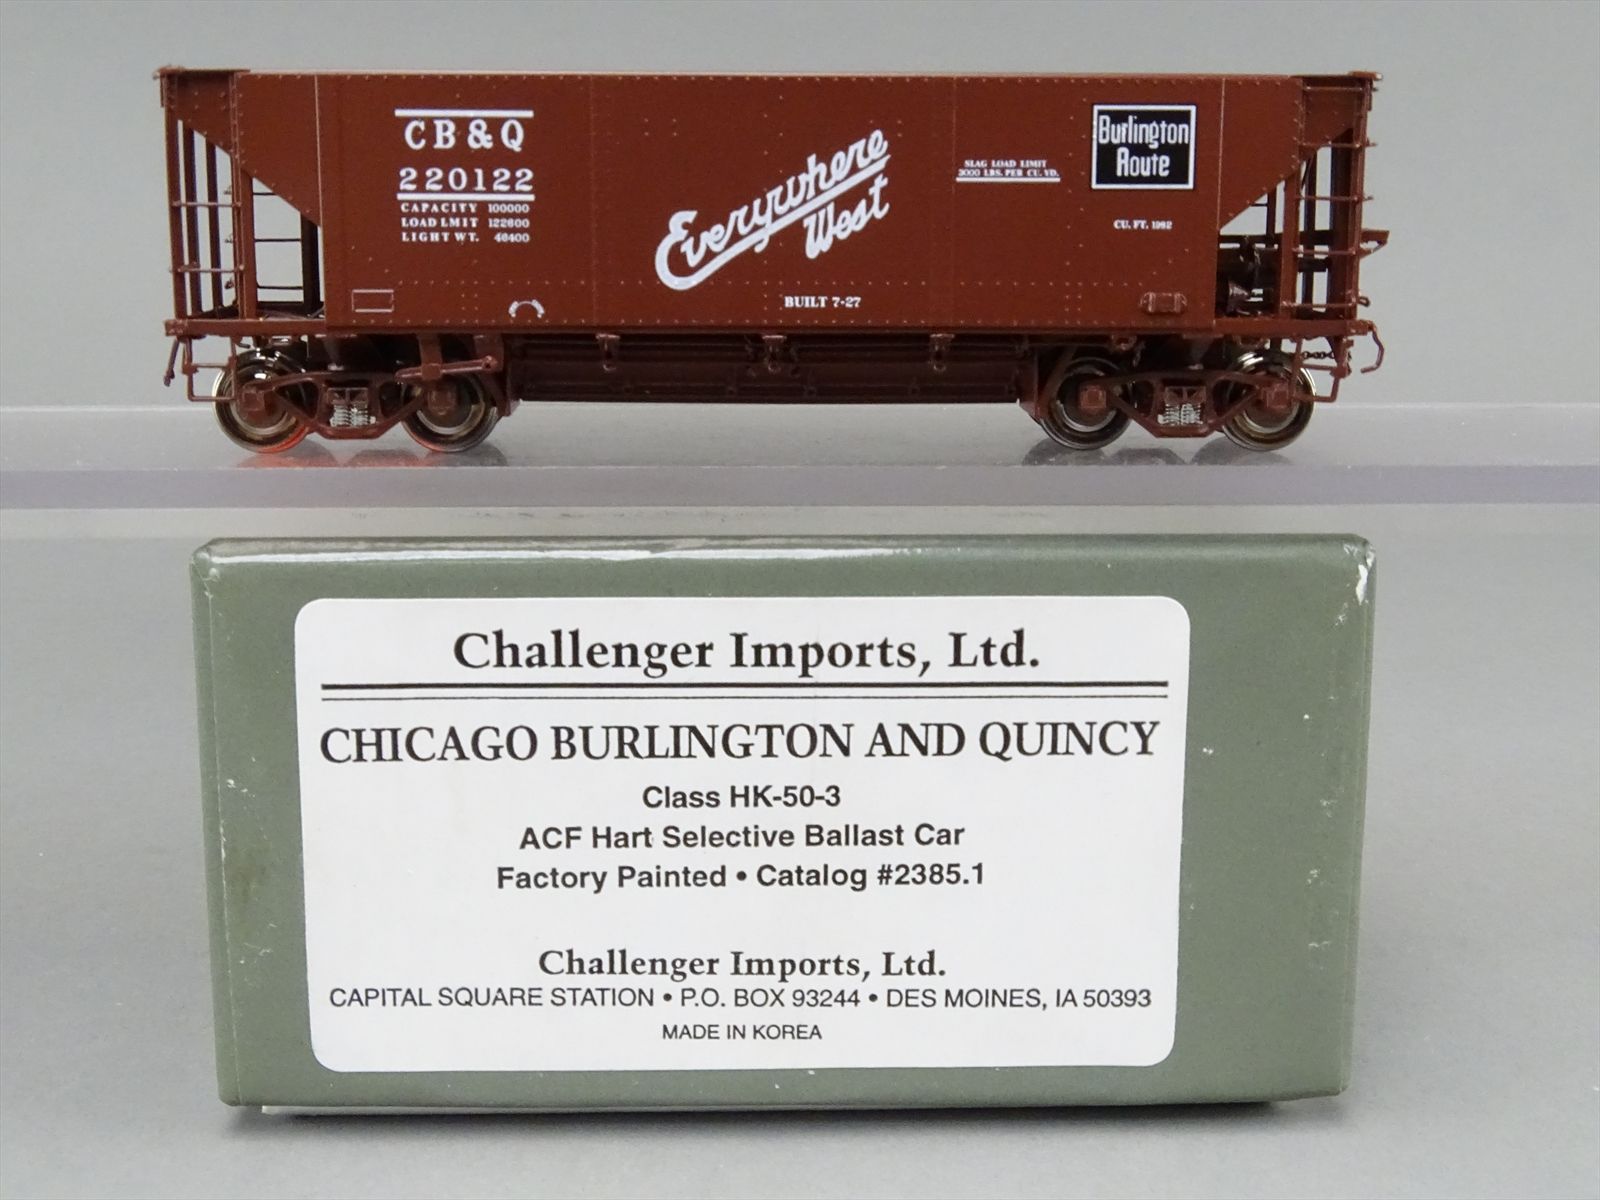 CB&Q
220122
CAPACITY 100000
LOAD LMIT 122600
LIGHT WT. 46400
Everywhere
West
BUILT 7-27
SLAG LOAD LIMIT
3000 LBS. PER CU. YD.
Burlington
Route
CU. FT. 1982
Challenger Imports, Ltd.
CHICAGO BURLINGTON AND QUINCY
Class HK-50-3
ACF Hart Selective Ballast Car
Factory Painted • Catalog #2385.1
Challenger Imports, Ltd.
CAPITAL SQUARE STATION • P.O. BOX 93244 • DES MOINES, IA 50393
MADE IN KOREA